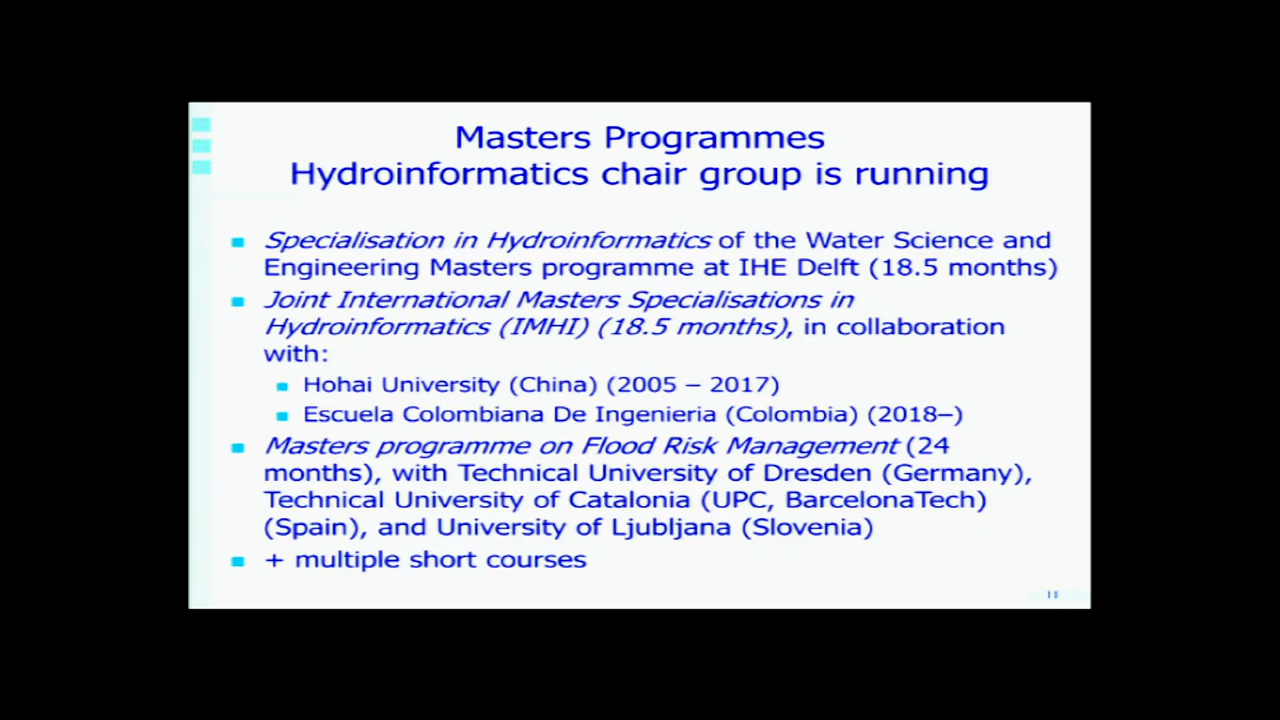 Masters Programmes
Hydroinformatics chair group is running
Specialisation in Hydroinformatics of the Water Science and
Engineering Masters programme at IHE Delft (18.5 months)
Joint International Masters Specialisations in
Hydroinformatics (IMHI) (18.5 months), in collaboration
with:
Hohai University (China) (2005 – 2017)
Escuela Colombiana De Ingenieria (Colombia) (2018–)
Masters programme on Flood Risk Management (24
months), with Technical University of Dresden (Germany),
Technical University of Catalonia (UPC, BarcelonaTech)
(Spain), and University of Ljubljana (Slovenia)
+ multiple short courses
11